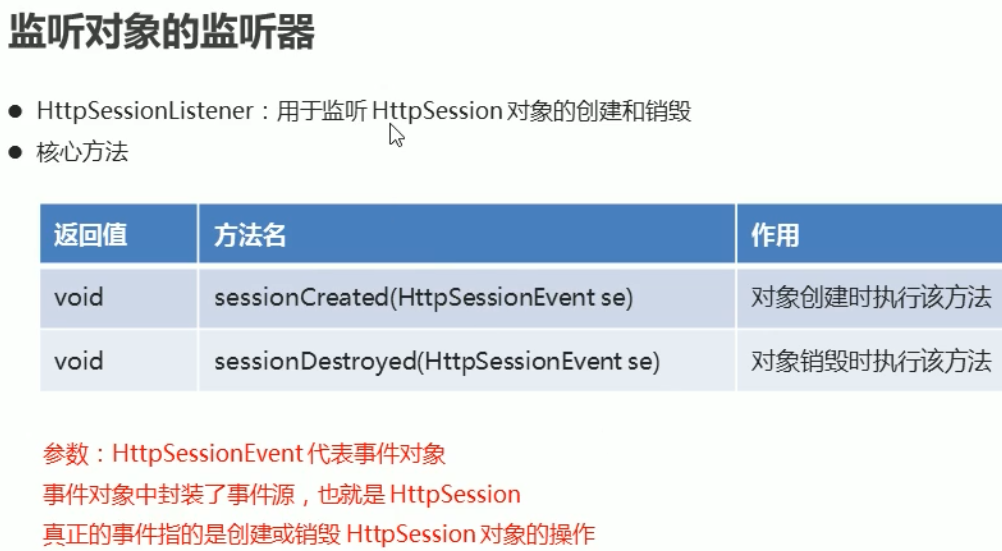 监听对象的监听器
● HttpSessionListener：用于监听 HttpSession 对象的创建和销毁
● 核心方法
返回值 方法名 作用
void sessionCreated(HttpSessionEvent se) 对象创建时执行该方法
void sessionDestroyed(HttpSessionEvent se) 对象销毁时执行该方法
参数：HttpSessionEvent 代表事件对象
事件对象中封装了事件源，也就是 HttpSession
真正的事件指的是创建或销毁 HttpSession 对象的操作